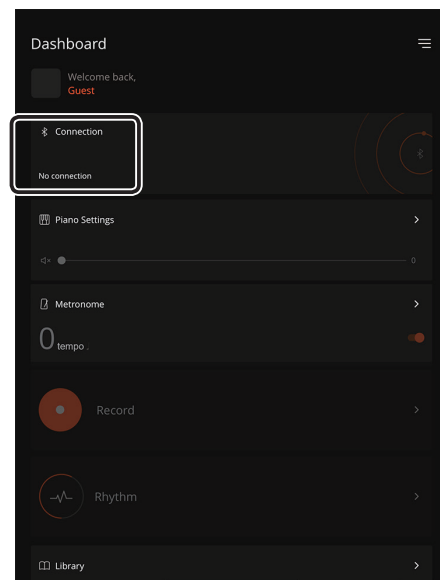 Dashboard
Welcome back,
Guest
Connection
No connection
Piano Settings
0
Metronome
0 tempo .
Record
Rhythm
Library